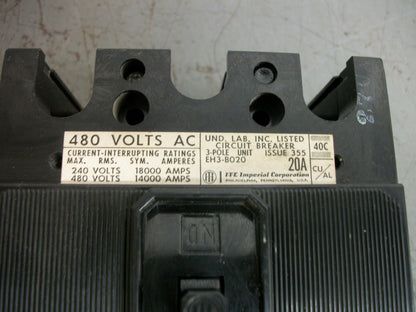 480 VOLTS AC
CURRENT-INTERRUPTING RATINGS
MAX. RMS. SYM. AMPERES
240 VOLTS 18000 AMPS
480 VOLTS 14000 AMPS
UND. LAB. INC. LISTED
CIRCUIT BREAKER
3-POLE UNIT ISSUE 355
EH3-B020
20A
ITE Imperial Corporation
PHILADELPHIA, PENNSYLVANIA, U.S.A.
40C
CU/AL
ON